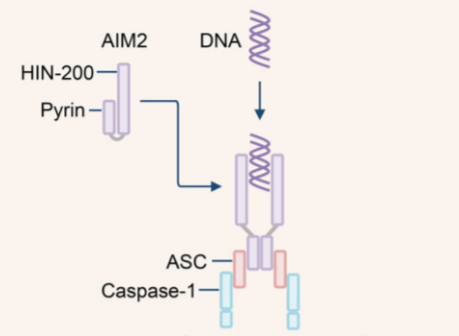 AIM2
DNA
HIN-200
Pyrin
ASC
Caspase-1